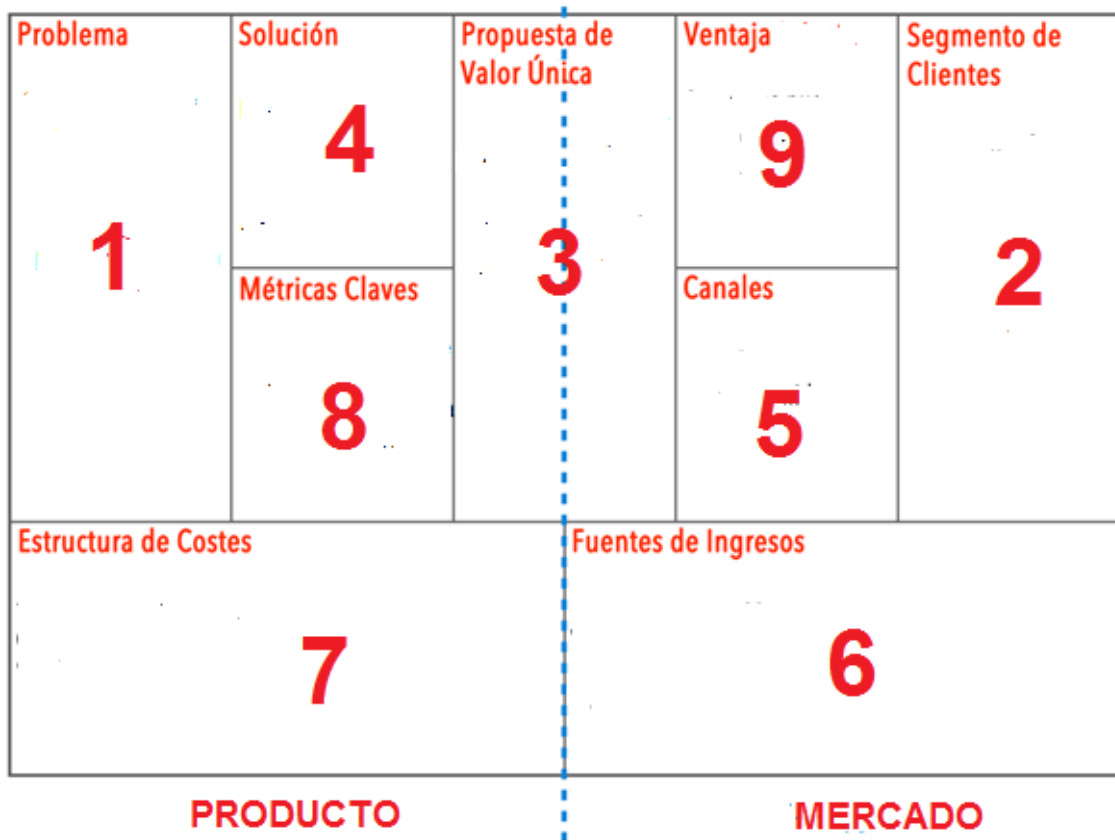 Problema
1
Solución
4
Métricas Claves
8
Propuesta de
Valor Única
3
Ventaja
9
Canales
5
Segmento de
Clientes
2
Estructura de Costes
7
Fuentes de Ingresos
6
PRODUCTO
MERCADO